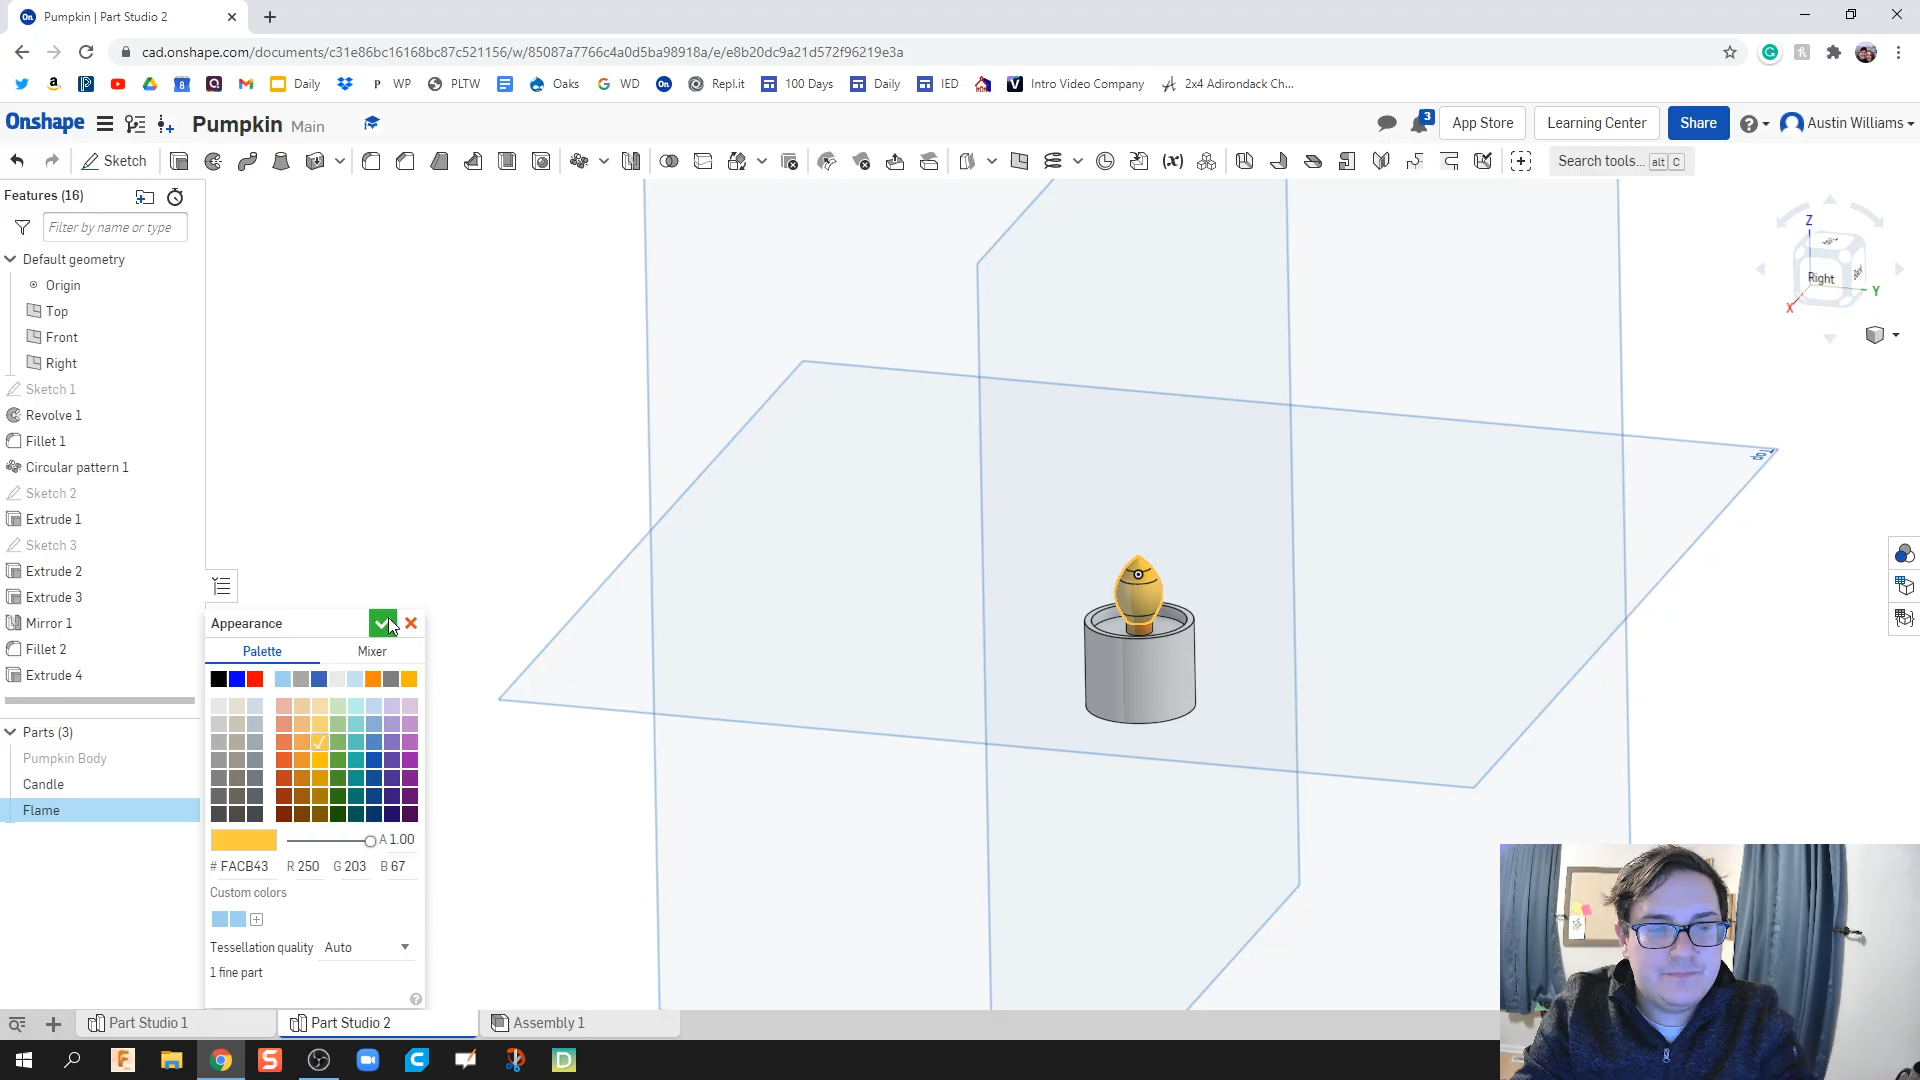 Pumpkin | Part Studio 2
cad.onshape.com/documents/c31e86bc16168bc87c521156/w/85087a7766c4a0d5ba98918a/e/e8b20dc9a21d572f96219e3a
Daily
P WP
PLTW
Oaks
WD
Repl.it
100 Days
Daily
IED
Intro Video Company
2x4 Adirondack Ch...
Onshape
Pumpkin Main
3
App Store
Learning Center
Share
Austin Williams
Sketch
Search tools... alt C
Features (16)
Filter by name or type
Default geometry
Origin
Top
Front
Right
Sketch 1
Revolve 1
Fillet 1
Circular pattern 1
Sketch 2
Extrude 1
Sketch 3
Extrude 2
Extrude 3
Mirror 1
Fillet 2
Extrude 4
Parts (3)
Pumpkin Body
Candle
Flame
Appearance
Palette
Mixer
A 1.00
# FACB43 R 250 G 203 B 67
Custom colors
Tessellation quality Auto
1 fine part
Top
Z
Right
Back
Y
X
Part Studio 1
Part Studio 2
Assembly 1